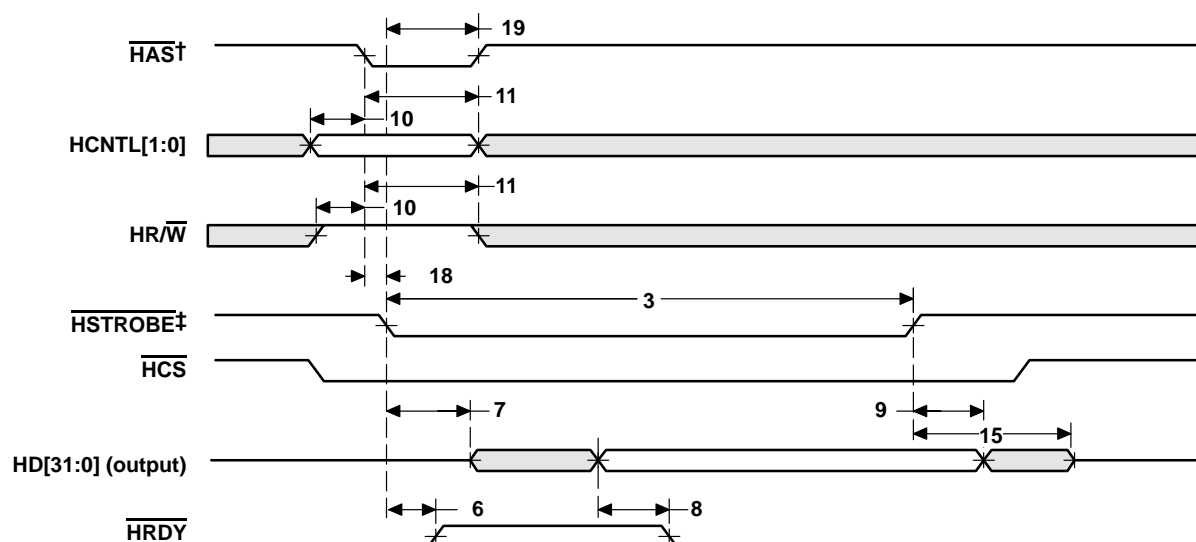 19
HAS†
11
10
HCNTL[1:0]
11
10
HR/W
18
3
HSTROBE‡
HCS
7
9
15
HD[31:0] (output)
6
8
HRDY